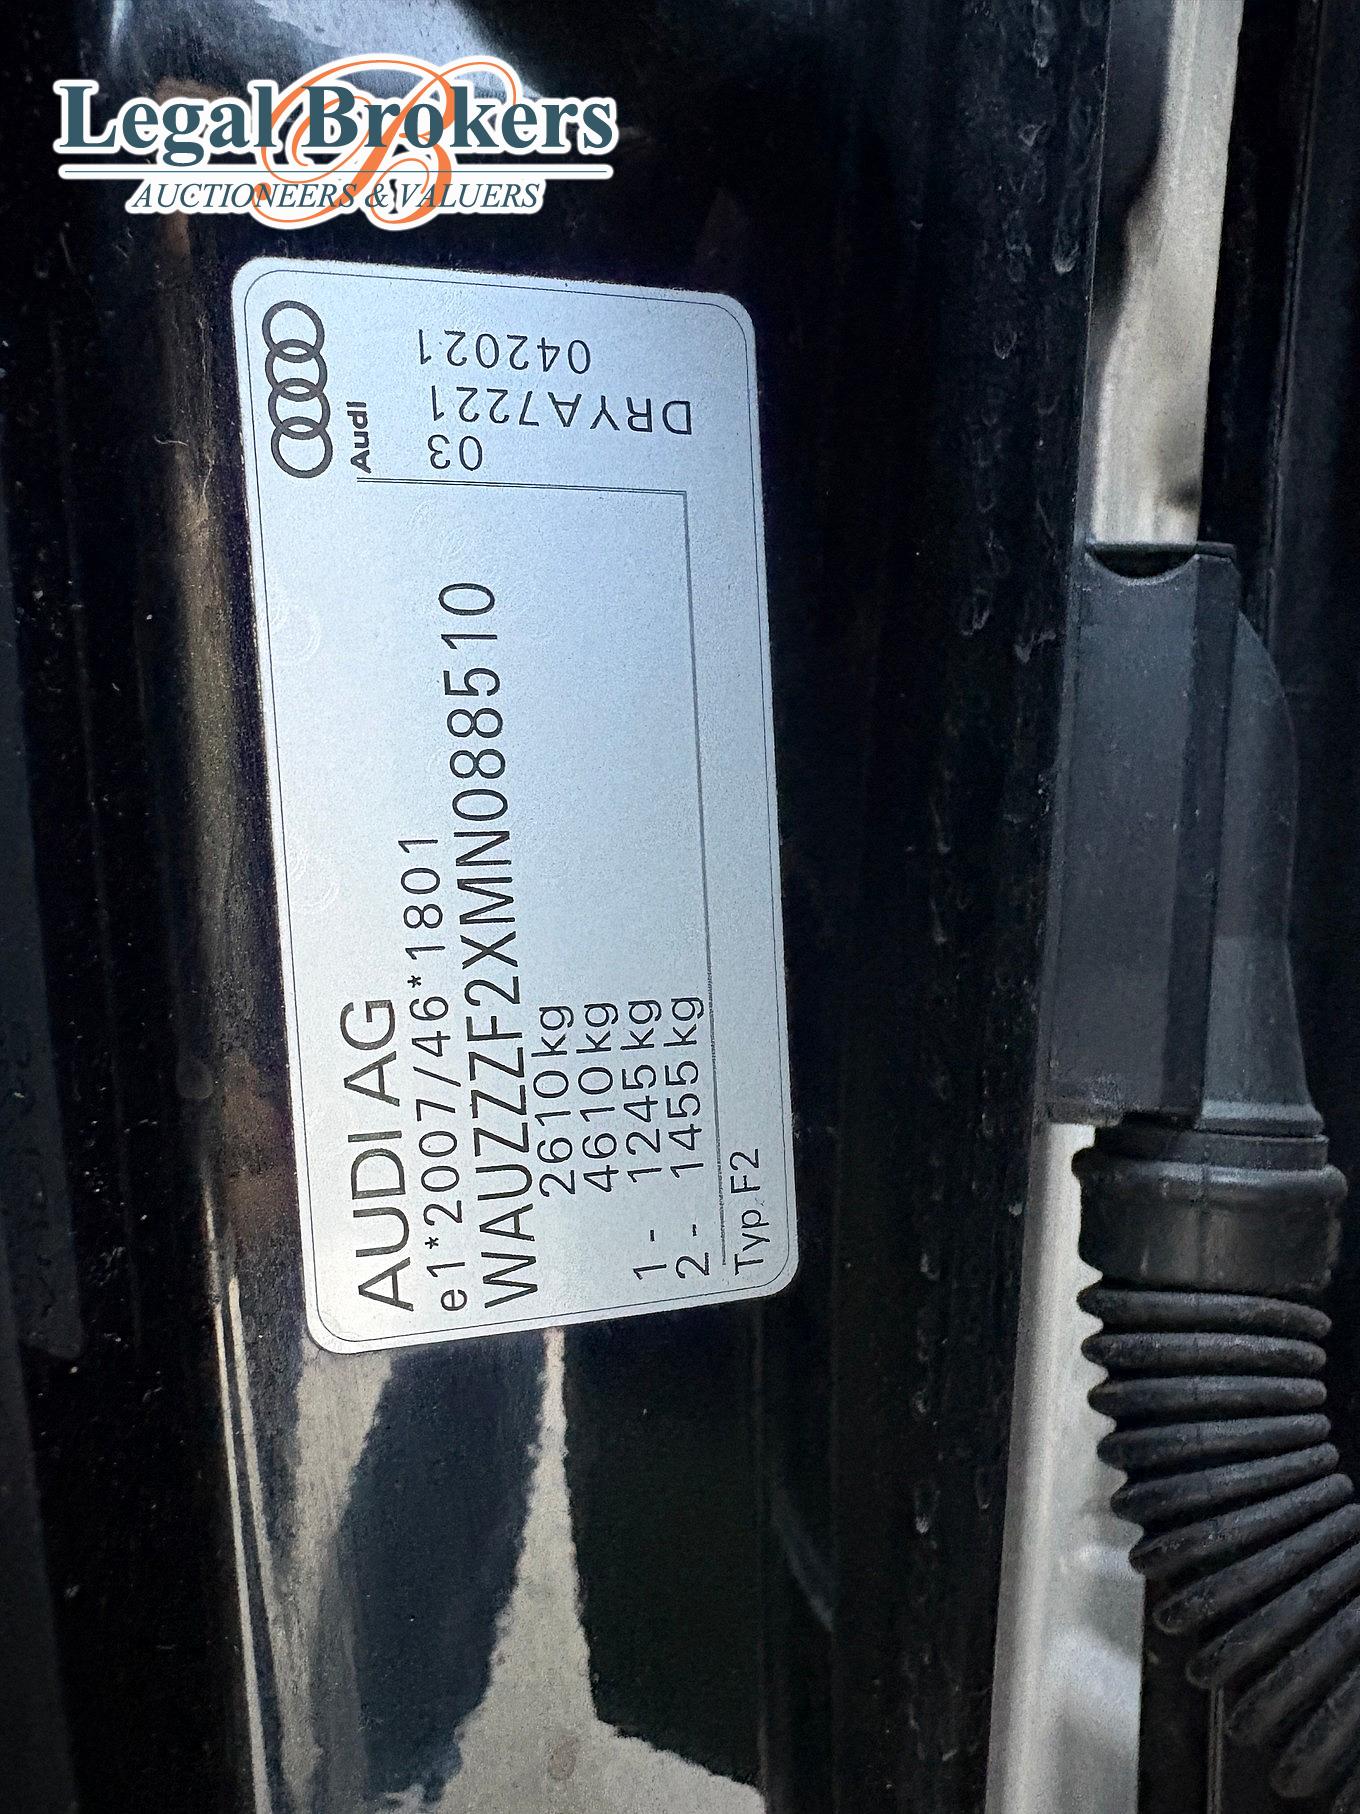 Legal Brokers
AUCTIONEERS & VALUERS
Audi
AUDI AG
e1*2007/46*1801
WAUZZZF2XMN088510
2610kg
4610kg
1 - 1245kg
2 - 1455kg
Typ F2
03
DRYA7221
042021